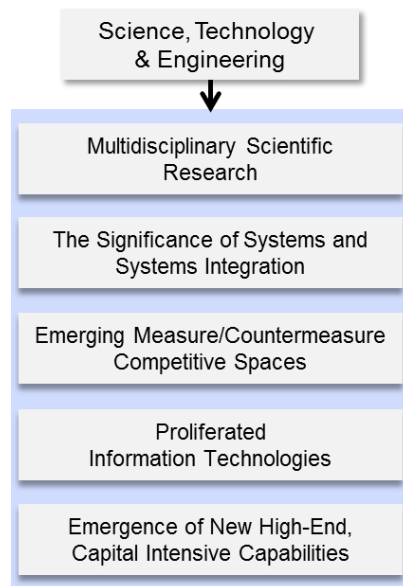 Science, Technology
& Engineering
Multidisciplinary Scientific
Research
The Significance of Systems and
Systems Integration
Emerging Measure/Countermeasure
Competitive Spaces
Proliferated
Information Technologies
Emergence of New High-End,
Capital Intensive Capabilities